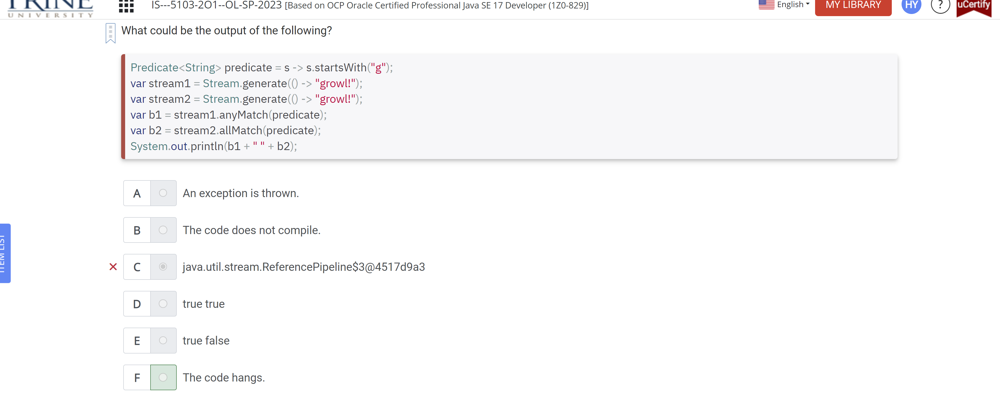 TRINE
UNIVERSITY
IS---5103-2O1--OL-SP-2023 [Based on OCP Oracle Certified Professional Java SE 17 Developer (1Z0-829)]
English
MY LIBRARY
HY
?
uCertify
What could be the output of the following?
Predicate<String> predicate = s -> s.startsWith("g");
var stream1 = Stream.generate(() -> "growl!");
var stream2 = Stream.generate(() -> "growl!");
var b1 = stream1.anyMatch(predicate);
var b2 = stream2.allMatch(predicate);
System.out.println(b1 + " " + b2);
A An exception is thrown.
B The code does not compile.
C java.util.stream.ReferencePipeline$3@4517d9a3
D true true
E true false
F The code hangs.
ITEM LIST